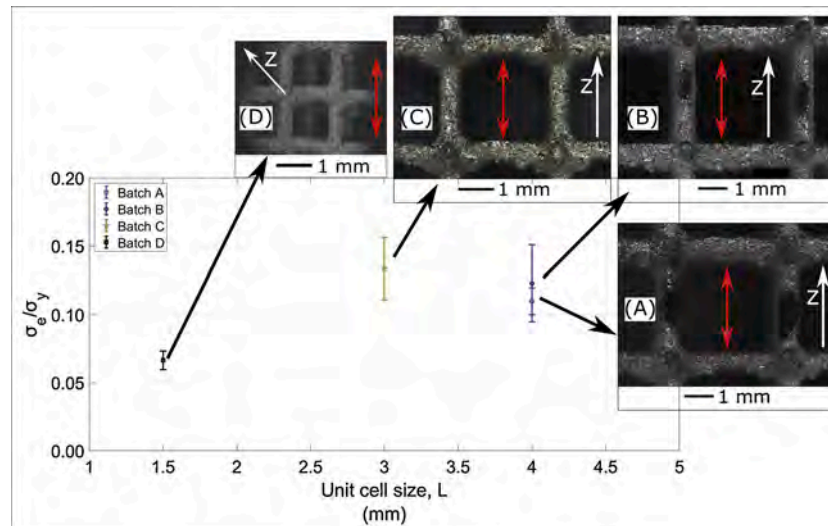 Z
(D)
1 mm
(C)
Z
1 mm
(B)
Z
1 mm
(A)
Z
1 mm
0.20
0.15
0.10
0.05
0.00
σe/σy
Batch A
Batch B
Batch C
Batch D
1
1.5
2
2.5
3
3.5
4
4.5
5
Unit cell size, L
(mm)